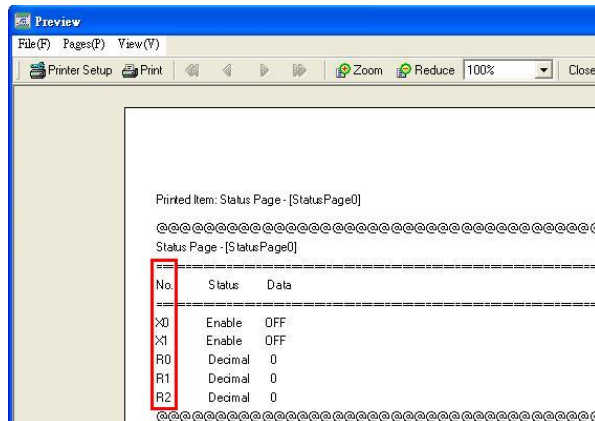 Preview
File(F) Pages(P) View(V)
Printer Setup Print Zoom Reduce 100% Close
Printed Item: Status Page - [StatusPage0]
@@@@@@@@@@@@@@@@@@@@@@@@@@@@@@@@@@@@@@
Status Page - [StatusPage0]
==========================================================
No. Status Data
==========================================================
X0 Enable OFF
X1 Enable OFF
R0 Decimal 0
R1 Decimal 0
R2 Decimal 0
@@@@@@@@@@@@@@@@@@@@@@@@@@@@@@@@@@@@@@